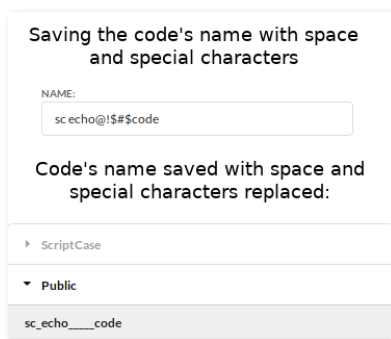 Saving the code's name with space
and special characters
NAME:
sc echo@!$#$code
Code's name saved with space and
special characters replaced:
ScriptCase
Public
sc_echo_____code